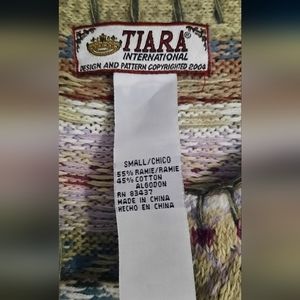 TIARA®
INTERNATIONAL
DESIGN AND PATTERN COPYRIGHTED 2004
SMALL/CHICO
55% RAMIE/RAMIE
45% COTTON
ALGODON
RN 83437
MADE IN CHINA
HECHO EN CHINA